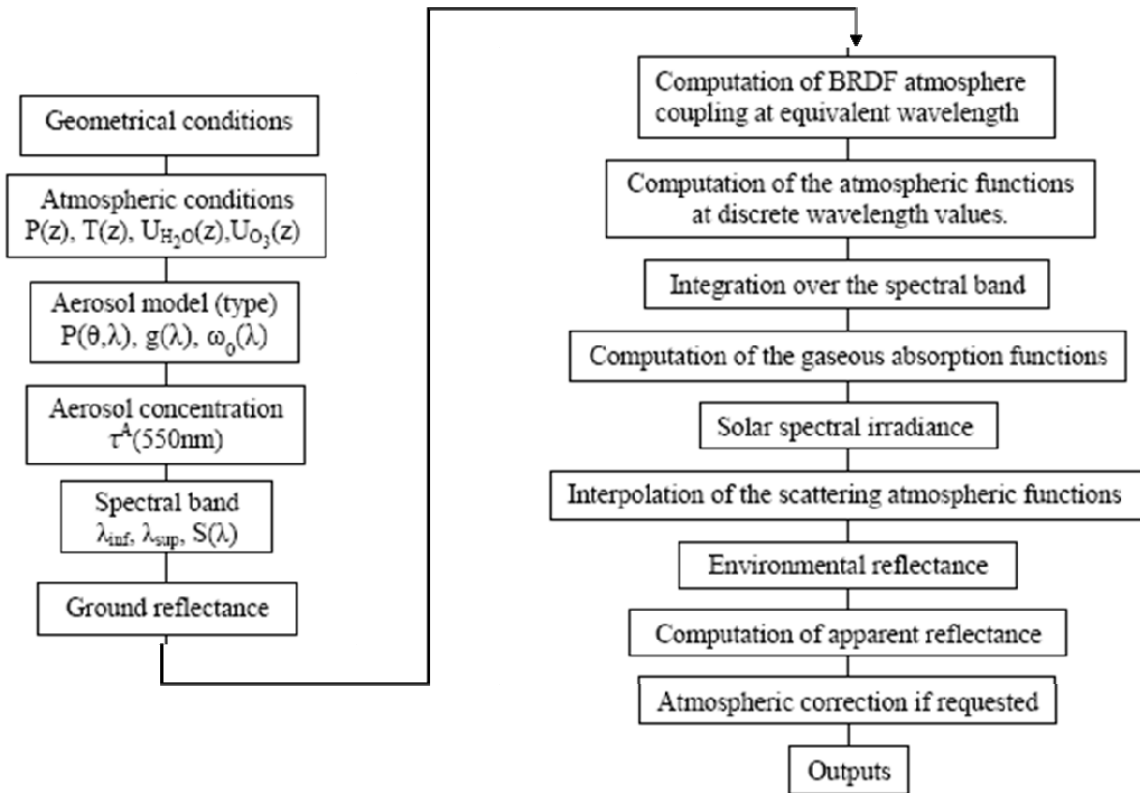 Geometrical conditions
Atmospheric conditions
P(z), T(z), U_H₂O(z),U_O₃(z)
Aerosol model (type)
P(θ,λ), g(λ), ω₀(λ)
Aerosol concentration
τᴬ(550nm)
Spectral band
λ_inf, λ_sup, S(λ)
Ground reflectance
Computation of BRDF atmosphere
coupling at equivalent wavelength
Computation of the atmospheric functions
at discrete wavelength values.
Integration over the spectral band
Computation of the gaseous absorption functions
Solar spectral irradiance
Interpolation of the scattering atmospheric functions
Environmental reflectance
Computation of apparent reflectance
Atmospheric correction if requested
Outputs